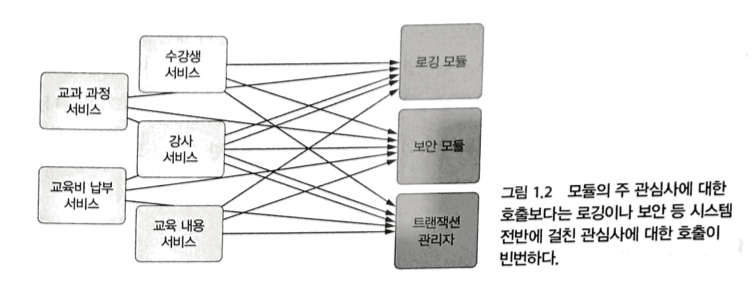 수강생
서비스
교과 과정
서비스
강사
서비스
교육비 납부
서비스
교육 내용
서비스
로깅 모듈
보안 모듈
트랜잭션
관리자
그림 1.2 모듈의 주 관심사에 대한
호출보다는 로깅이나 보안 등 시스템
전반에 걸친 관심사에 대한 호출이
빈번하다.